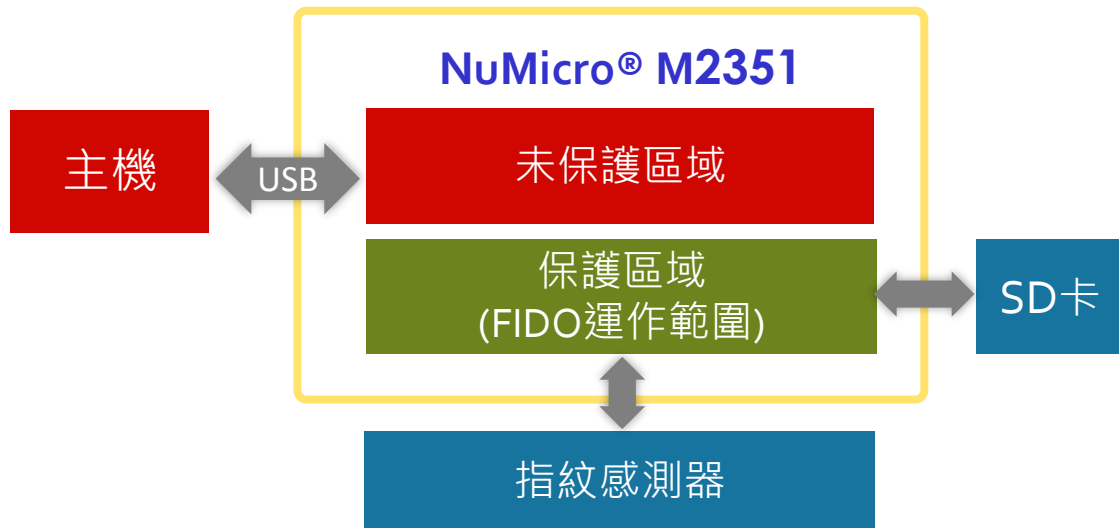 NuMicro® M2351
主機
USB
未保護區域
保護區域
(FIDO運作範圍)
SD卡
指紋感測器